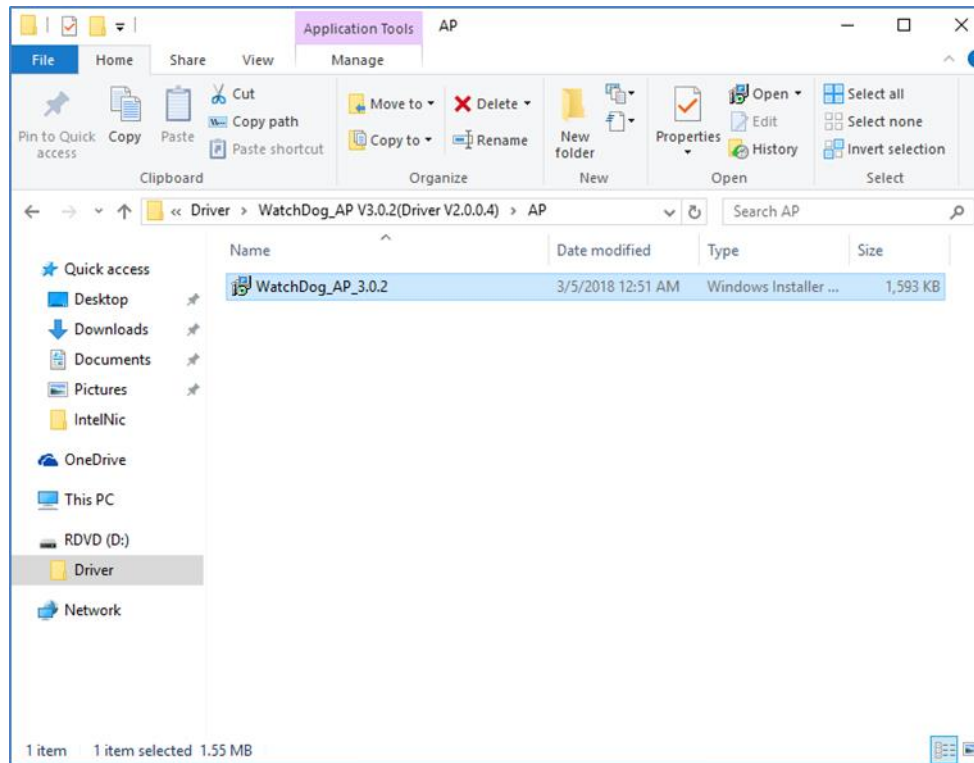 Application Tools AP
File Home Share View Manage
Pin to Quick access
Copy
Paste
Cut
Copy path
Paste shortcut
Move to
Copy to
Delete
Rename
New folder
Properties
Open
Edit
History
Select all
Select none
Invert selection
Clipboard Organize New Open Select
« Driver > WatchDog_AP V3.0.2(Driver V2.0.0.4) > AP
Search AP
Name Date modified Type Size
WatchDog_AP_3.0.2 3/5/2018 12:51 AM Windows Installer ... 1,593 KB
Quick access
Desktop
Downloads
Documents
Pictures
IntelNic
OneDrive
This PC
RDVD (D:)
Driver
Network
1 item 1 item selected 1.55 MB